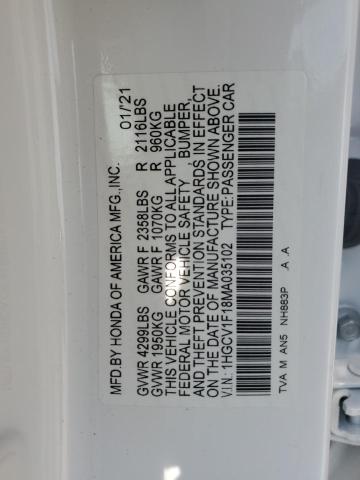 MFD.BY HONDA OF AMERICA MFG.,INC. 01/'21
GVWR 4299LBS GAWR F 2358LBS R 2116LBS
GVWR 1950KG GAWR F 1070KG R 960KG
THIS VEHICLE CONFORMS TO ALL APPLICABLE
FEDERAL MOTOR VEHICLE SAFETY , BUMPER,
AND THEFT PREVENTION STANDARDS IN EFFECT
ON THE DATE OF MANUFACTURE SHOWN ABOVE.
V.I.N.: 1HGCV1F18MA035102 TYPE:PASSENGER CAR
TVA M AN5 NH883P .A .A